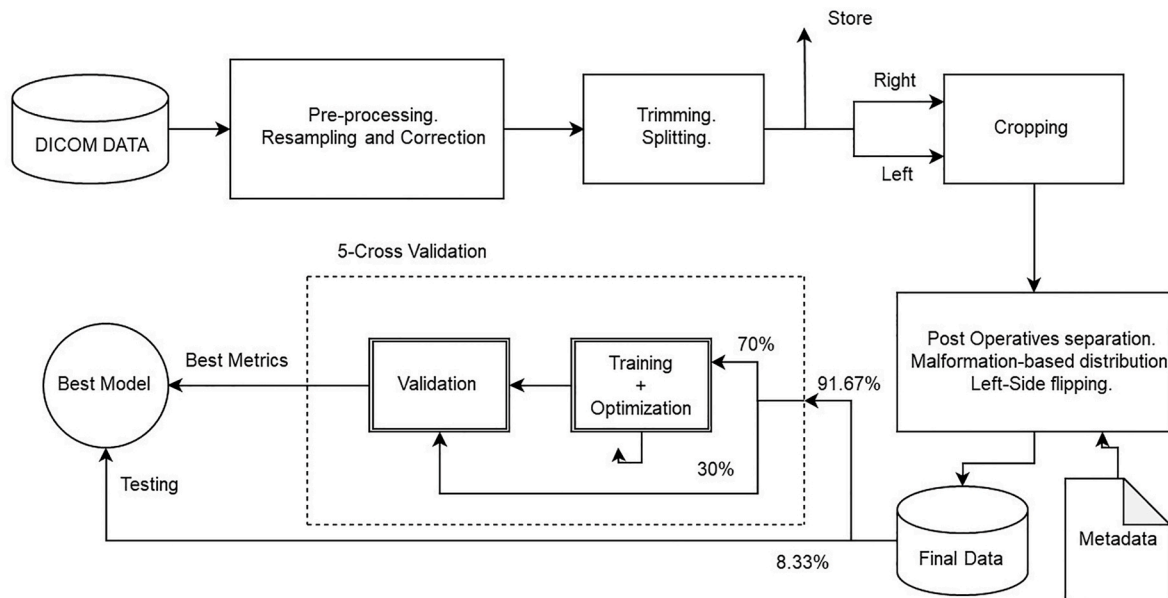 Store
DICOM DATA
Pre-processing.
Resampling and Correction
Trimming.
Splitting.
Right
Left
Cropping
5-Cross Validation
Post Operatives separation.
Malformation-based distribution
Left-Side flipping.
Best Model
Best Metrics
Validation
Training
+
Optimization
70%
91.67%
30%
Testing
8.33%
Final Data
Metadata